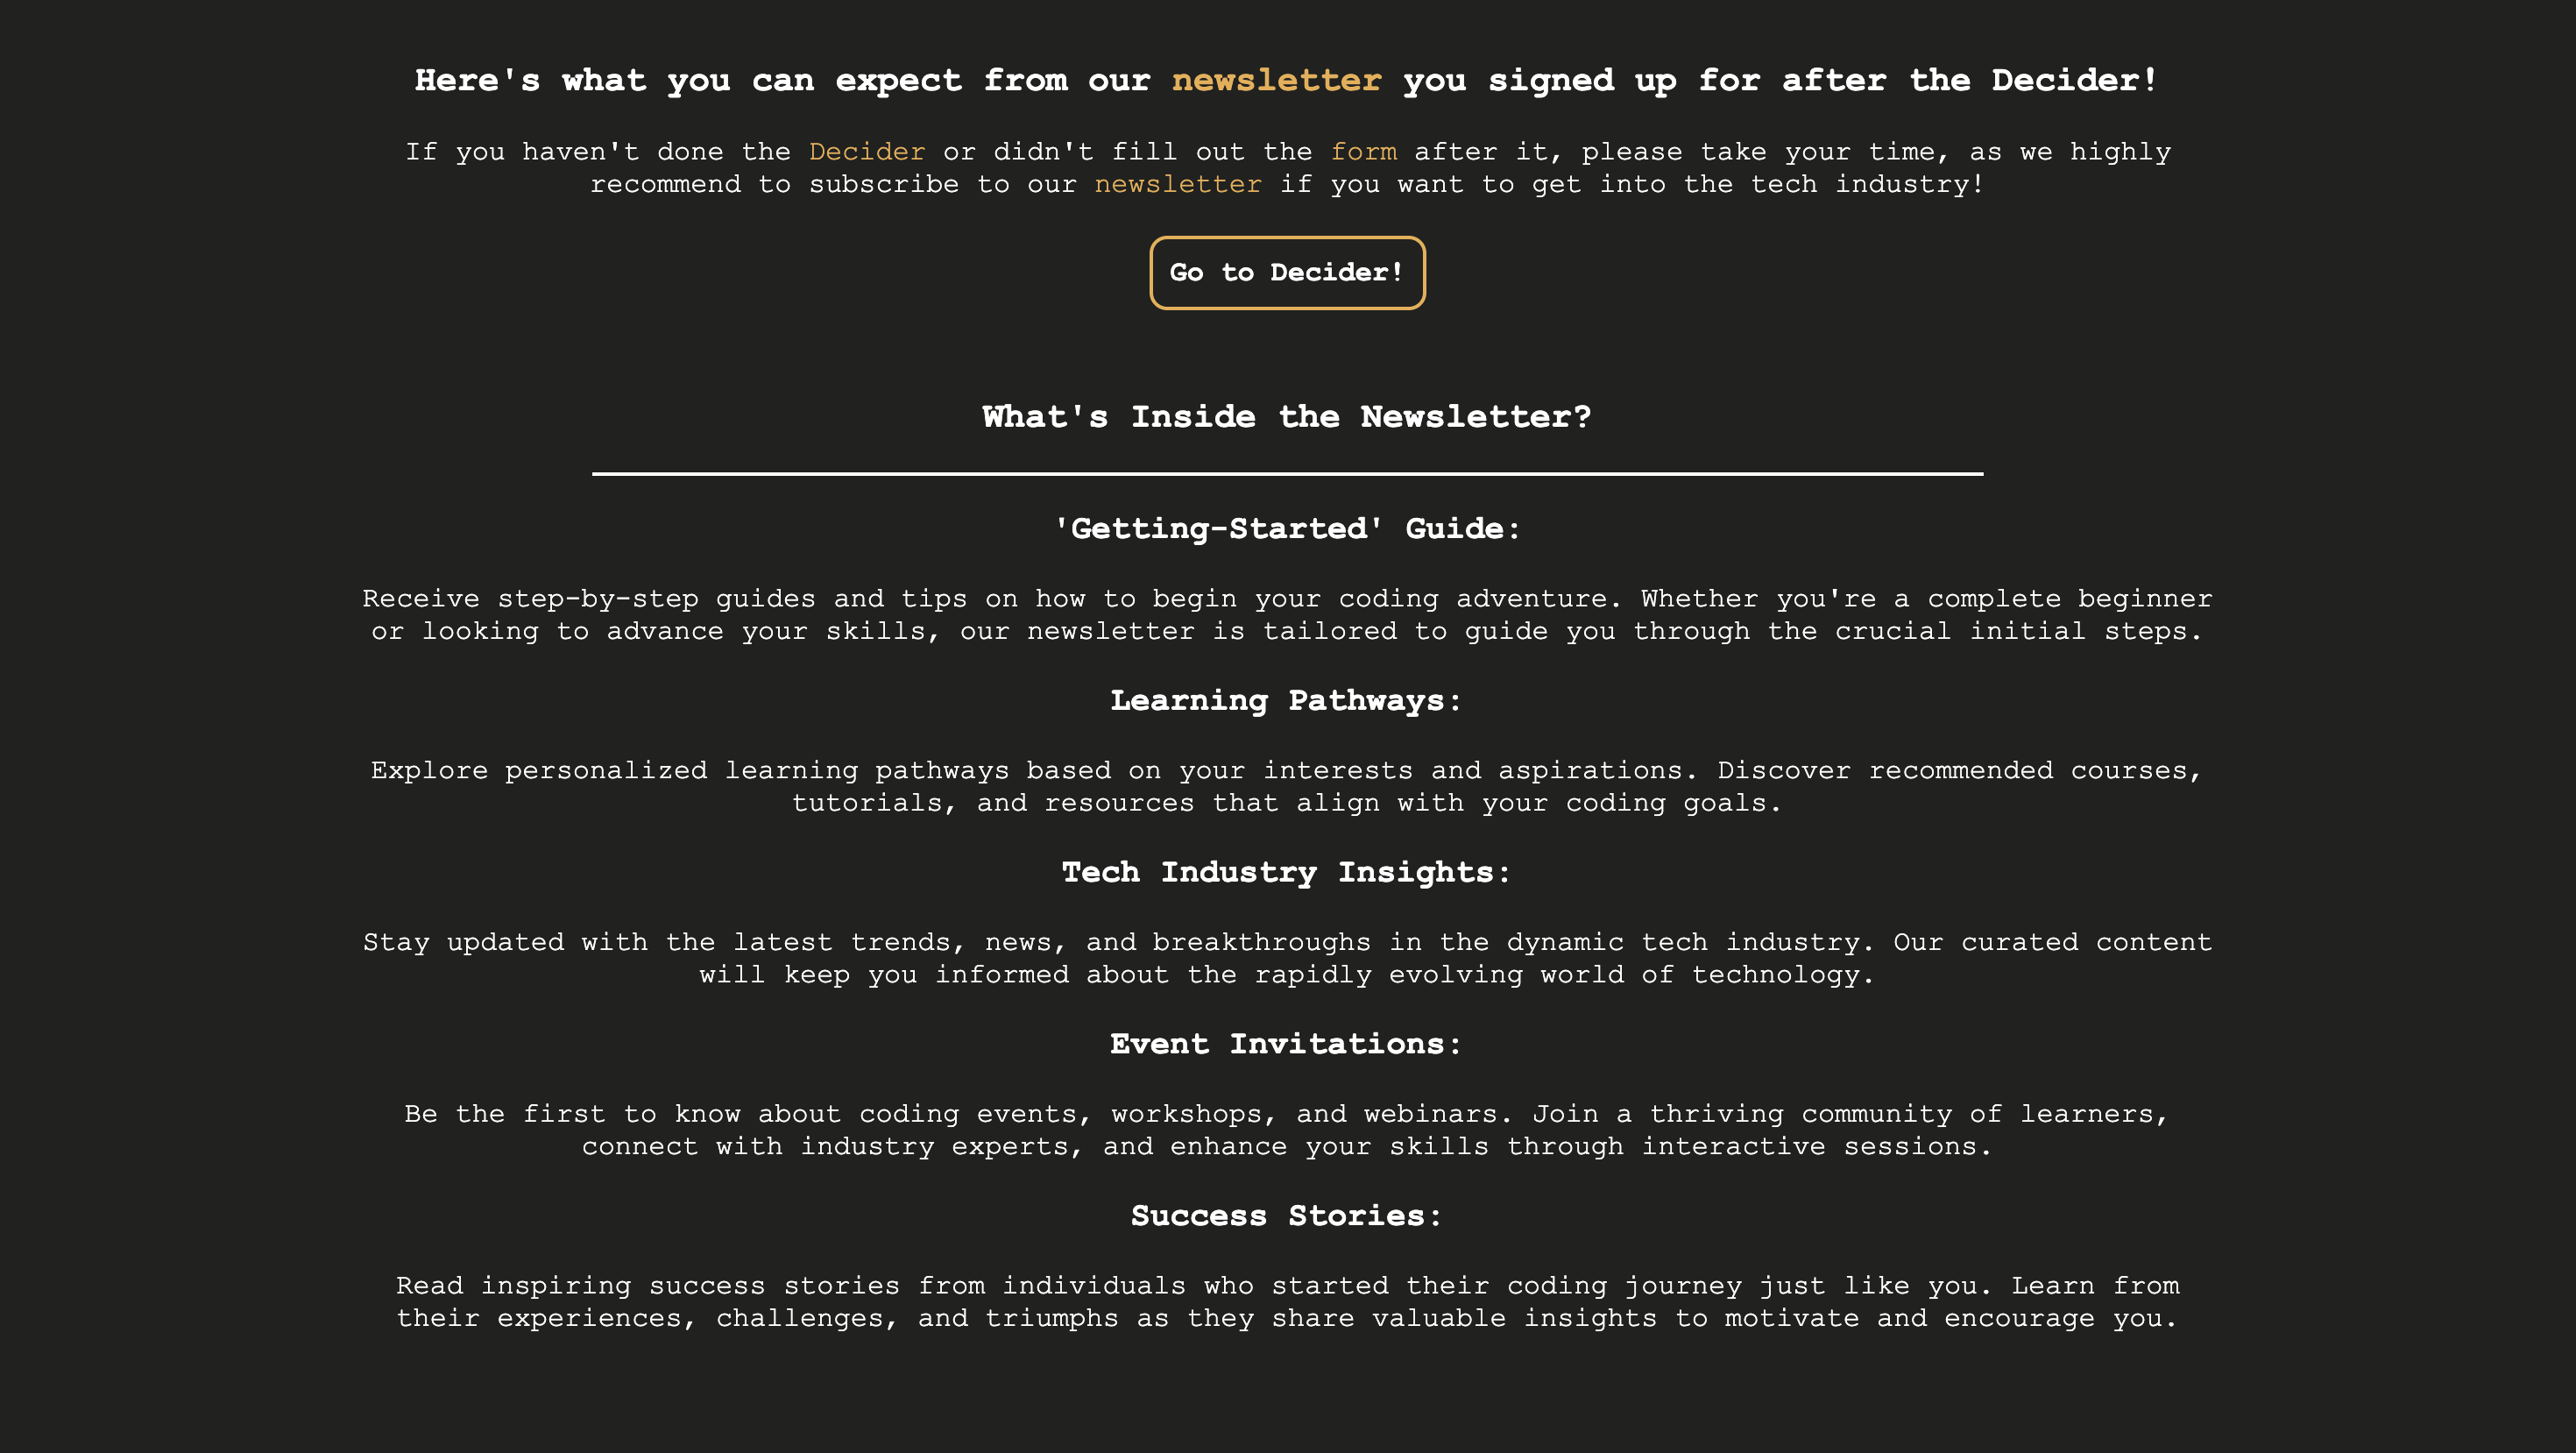 Here's what you can expect from our newsletter you signed up for after the Decider!
If you haven't done the Decider or didn't fill out the form after it, please take your time, as we highly
recommend to subscribe to our newsletter if you want to get into the tech industry!
Go to Decider!
What's Inside the Newsletter?
'Getting-Started' Guide:
Receive step-by-step guides and tips on how to begin your coding adventure. Whether you're a complete beginner
or looking to advance your skills, our newsletter is tailored to guide you through the crucial initial steps.
Learning Pathways:
Explore personalized learning pathways based on your interests and aspirations. Discover recommended courses,
tutorials, and resources that align with your coding goals.
Tech Industry Insights:
Stay updated with the latest trends, news, and breakthroughs in the dynamic tech industry. Our curated content
will keep you informed about the rapidly evolving world of technology.
Event Invitations:
Be the first to know about coding events, workshops, and webinars. Join a thriving community of learners,
connect with industry experts, and enhance your skills through interactive sessions.
Success Stories:
Read inspiring success stories from individuals who started their coding journey just like you. Learn from
their experiences, challenges, and triumphs as they share valuable insights to motivate and encourage you.